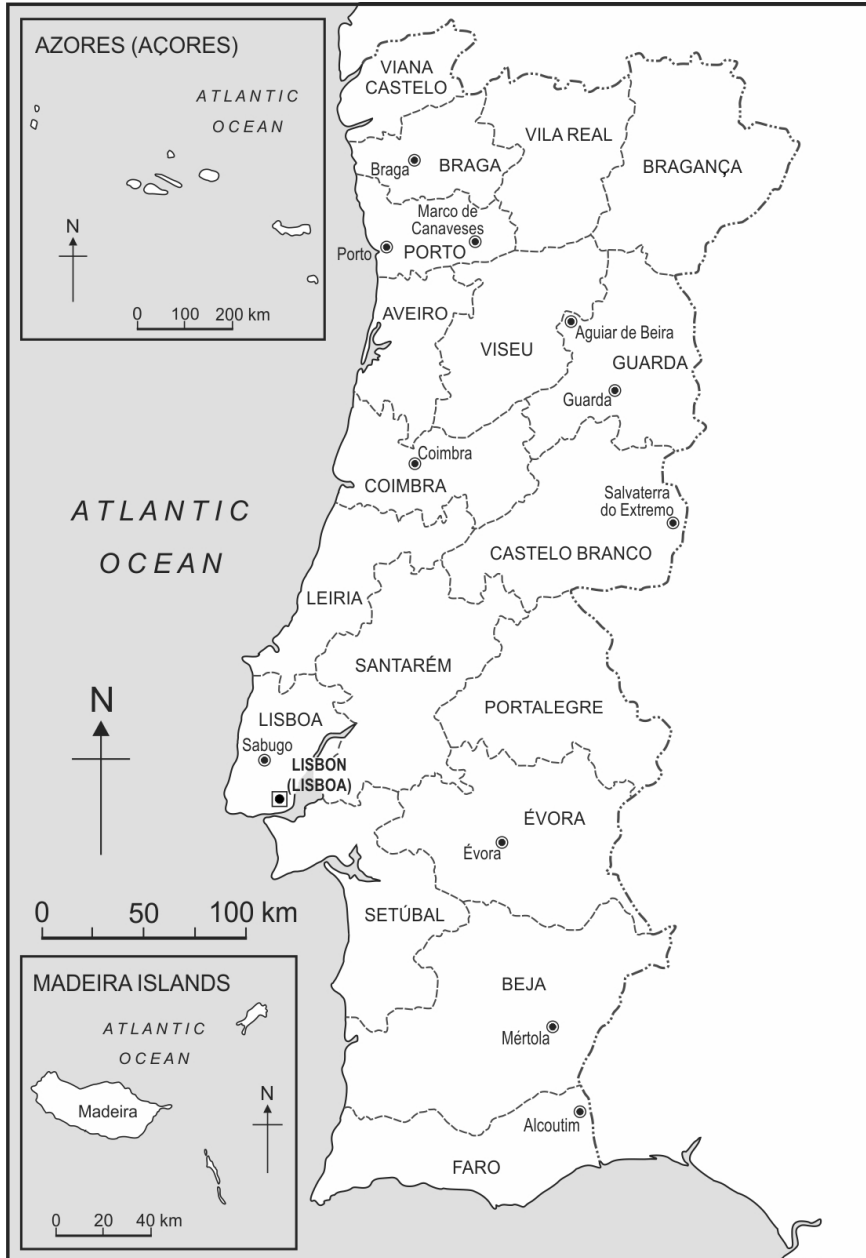 AZORES (AÇORES)
ATLANTIC
OCEAN
N
0 100 200 km
VIANA
CASTELO
VILA REAL
BRAGANÇA
Braga
BRAGA
Marco de
Canaveses
Porto
PORTO
AVEIRO
VISEU
Aguiar de Beira
GUARDA
Guarda
Coimbra
COIMBRA
Salvaterra
do Extremo
CASTELO BRANCO
ATLANTIC
OCEAN
LEIRIA
SANTARÉM
PORTALEGRE
LISBOA
Sabugo
LISBON
(LISBOA)
N
ÉVORA
Évora
0 50 100 km
SETÚBAL
BEJA
Mértola
Alcoutim
FARO
MADEIRA ISLANDS
ATLANTIC
OCEAN
N
Madeira
0 20 40 km